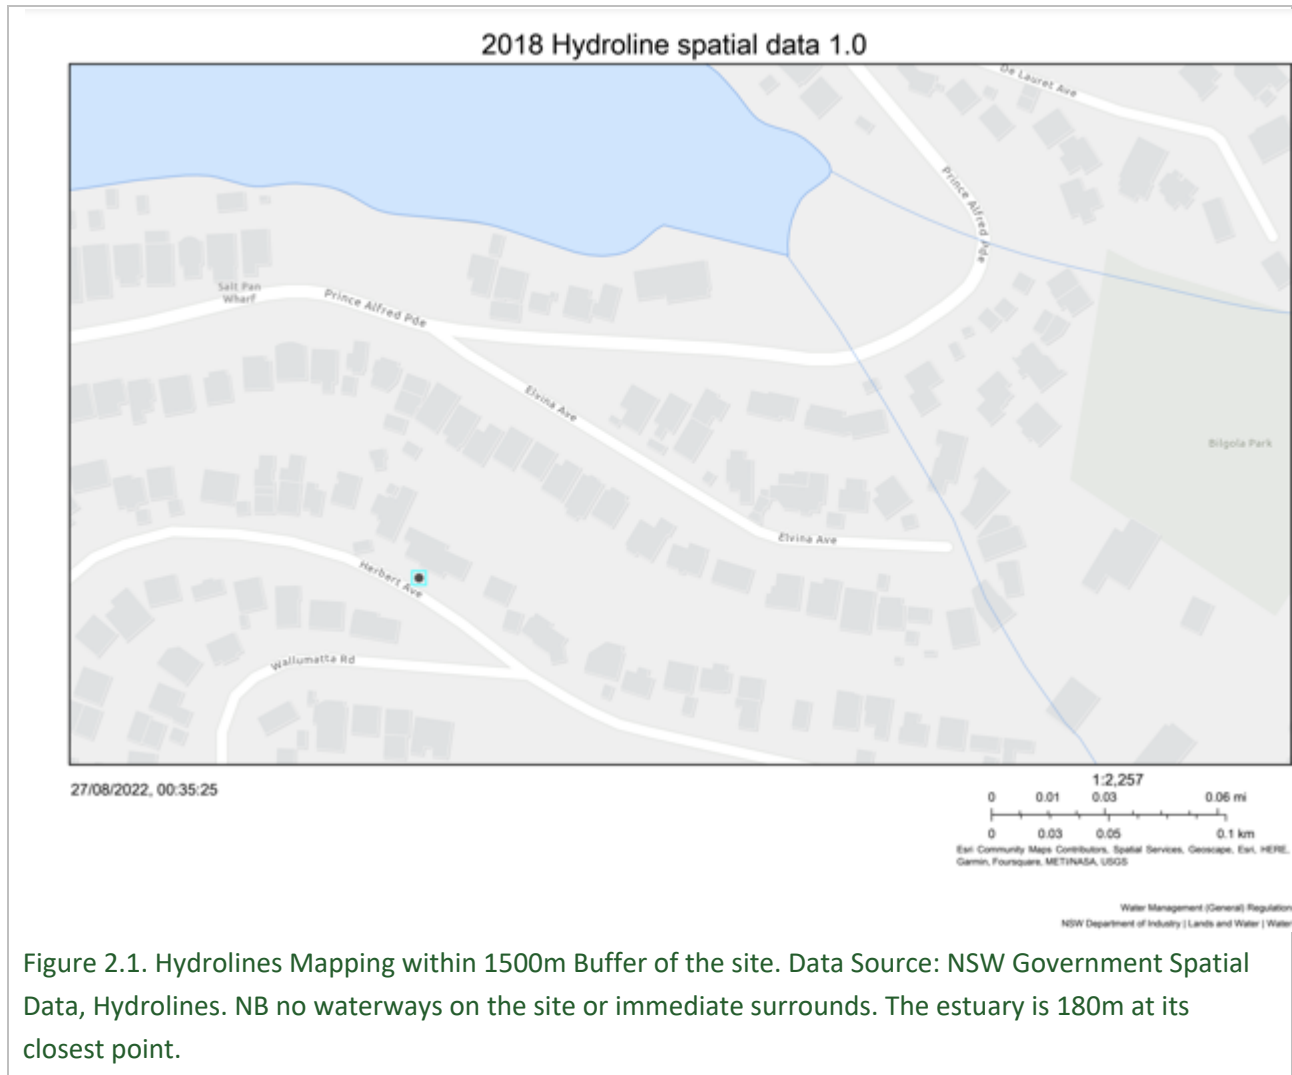 2018 Hydroline spatial data 1.0
De Lauret Ave
Prince Alfred Pde
Salt Pan
Wharf
Prince Alfred Pde
Elvina Ave
Bilgola Park
Elvina Ave
Herbert Ave
Wallumatta Rd
27/08/2022, 00:35:25
1:2,257
0 0.01 0.03 0.06 mi
0 0.03 0.05 0.1 km
Esri Community Maps Contributors, Spatial Services, Geoscape, Esri, HERE,
Garmin, Foursquare, METI/NASA, USGS
Water Management (General) Regulation
NSW Department of Industry | Lands and Water | Water
Figure 2.1. Hydrolines Mapping within 1500m Buffer of the site. Data Source: NSW Government Spatial
Data, Hydrolines. NB no waterways on the site or immediate surrounds. The estuary is 180m at its
closest point.